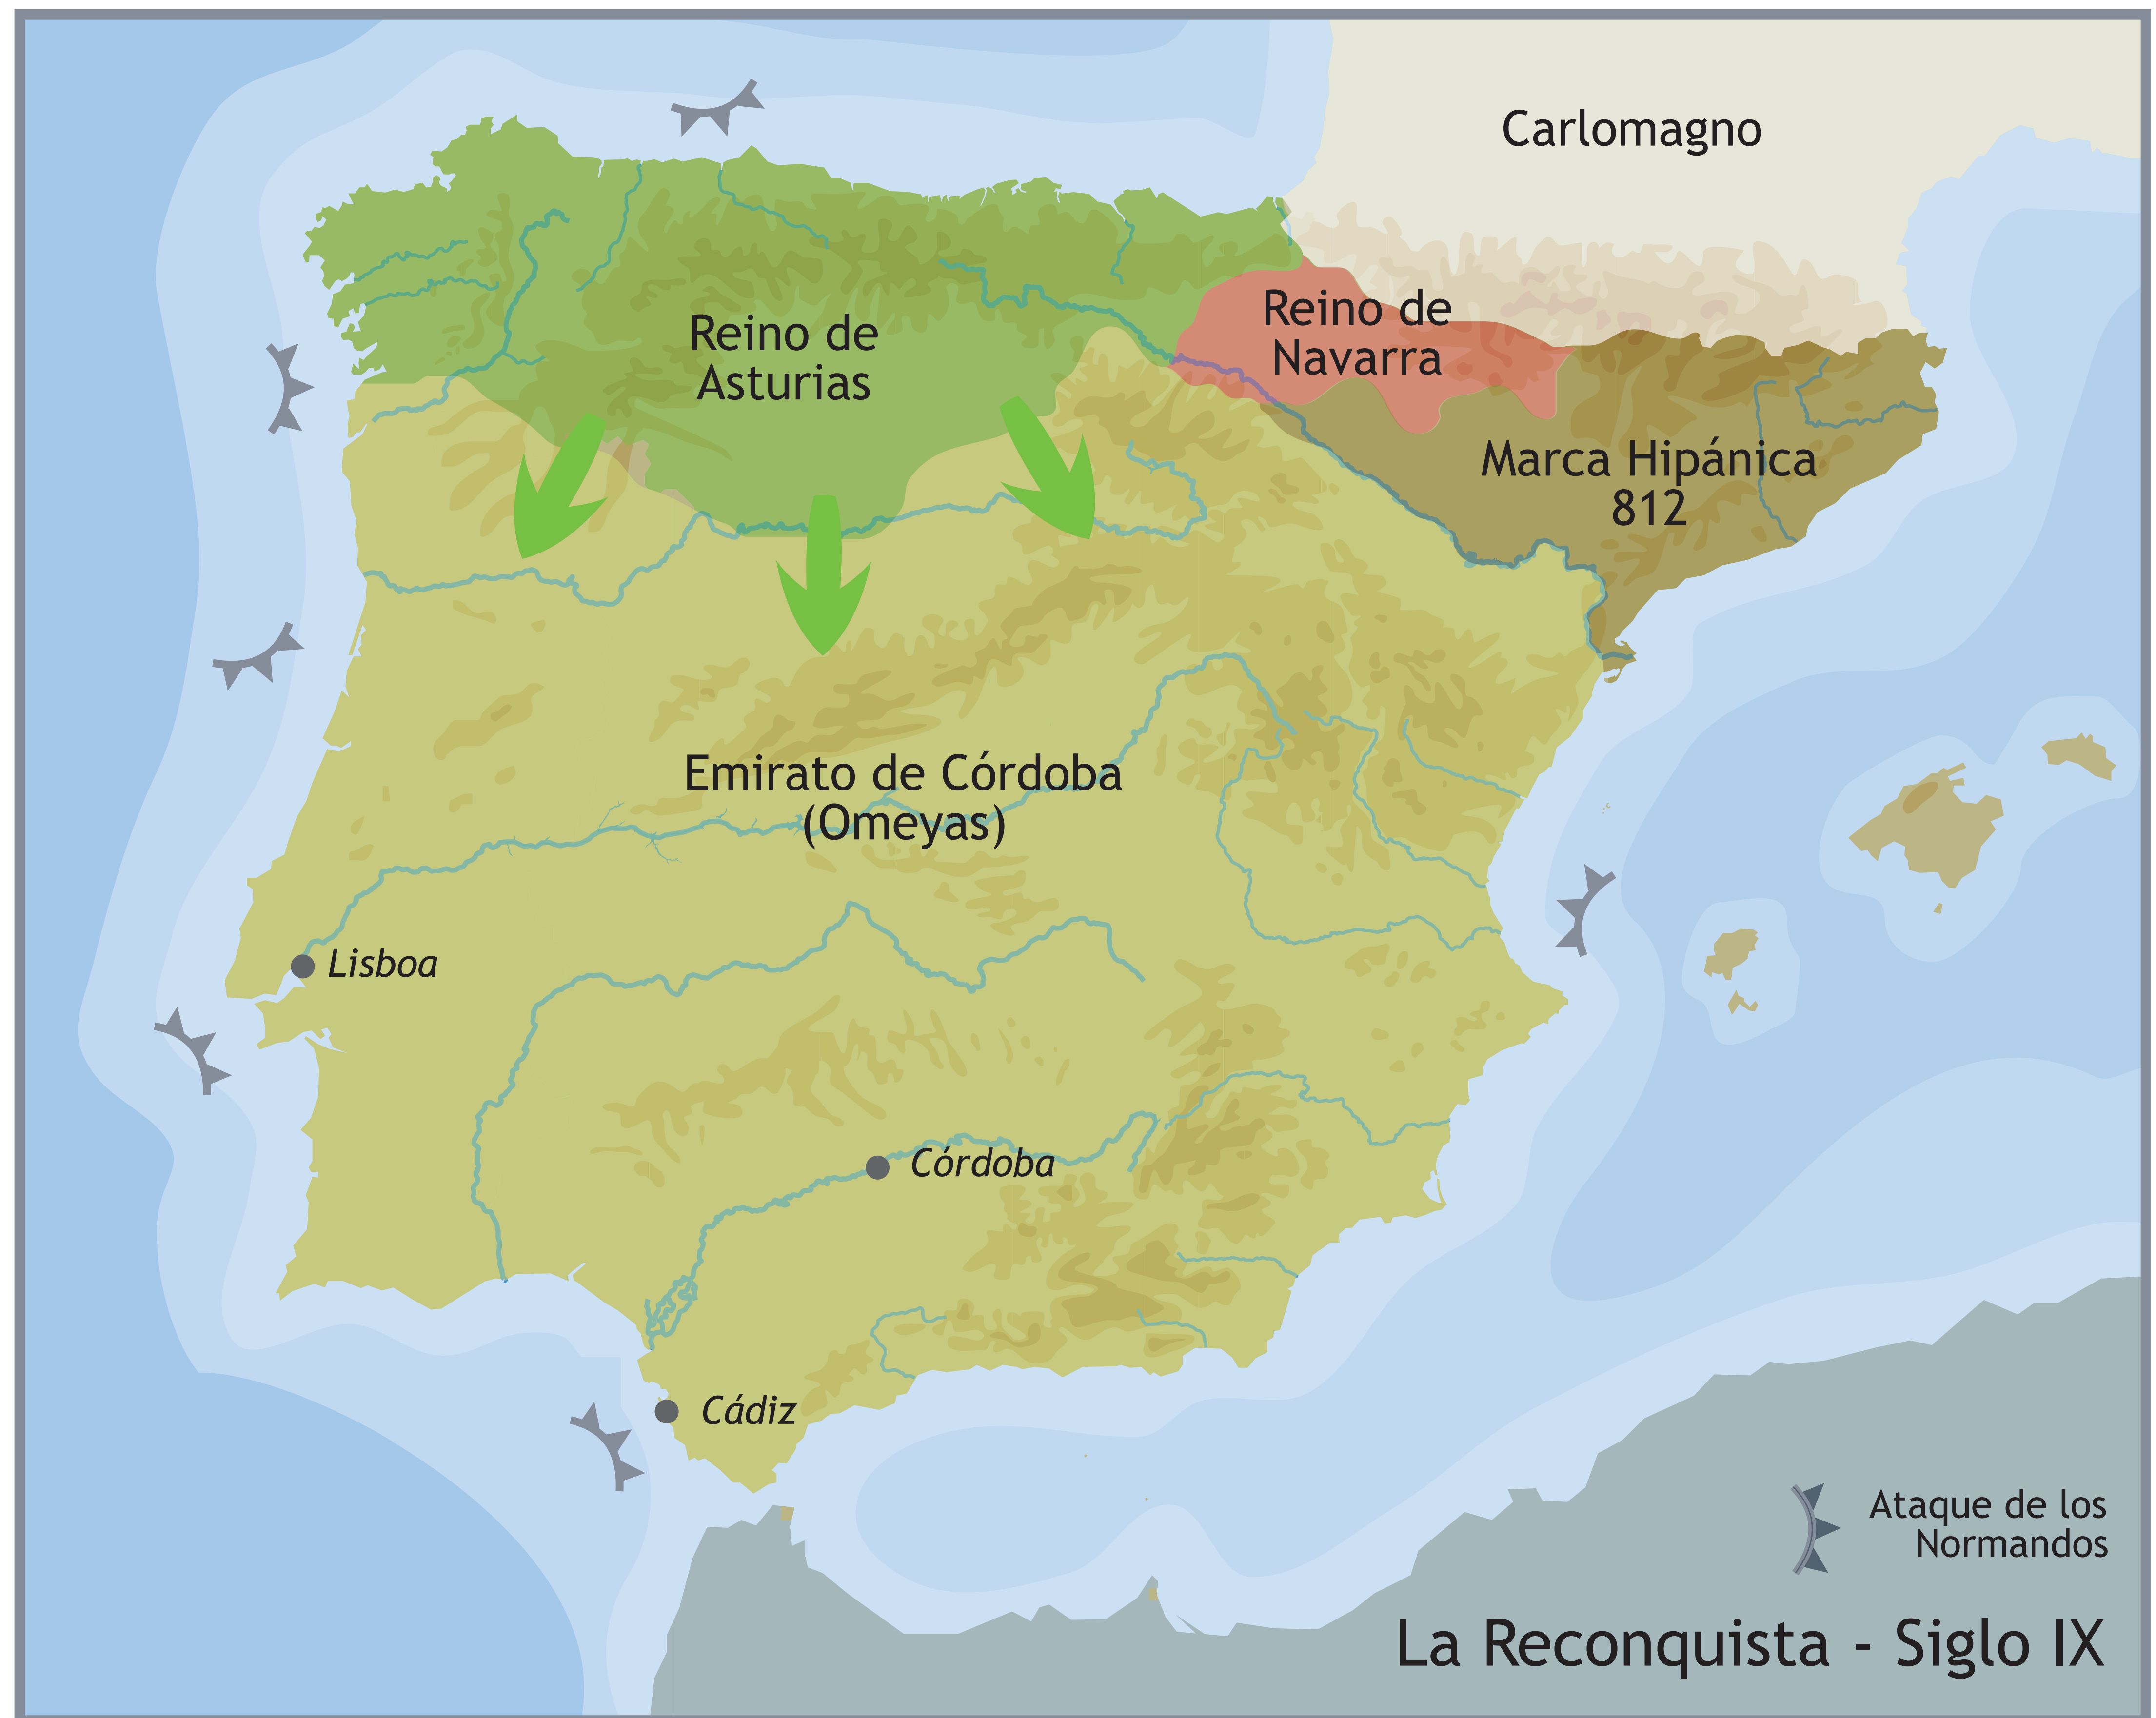 Carlomagno
Reino de
Asturias
Reino de
Navarra
Marca Hipánica
812
Emirato de Córdoba
(Omeyas)
Lisboa
Córdoba
Cádiz
Ataque de los
Normandos
La Reconquista - Siglo IX